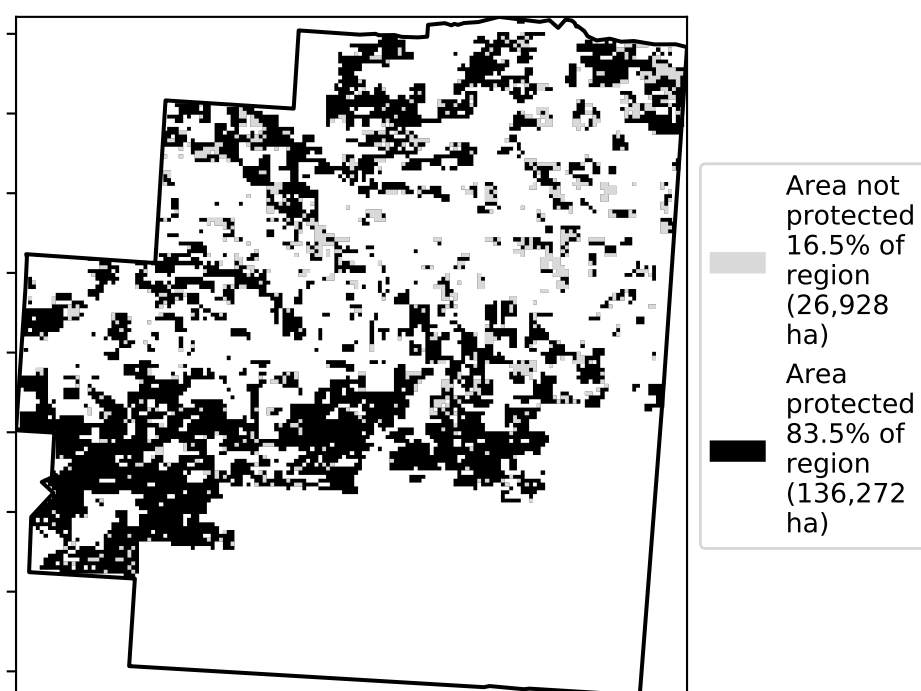 Area not
protected
16.5% of
region
(26,928
ha)
Area
protected
83.5% of
region
(136,272
ha)